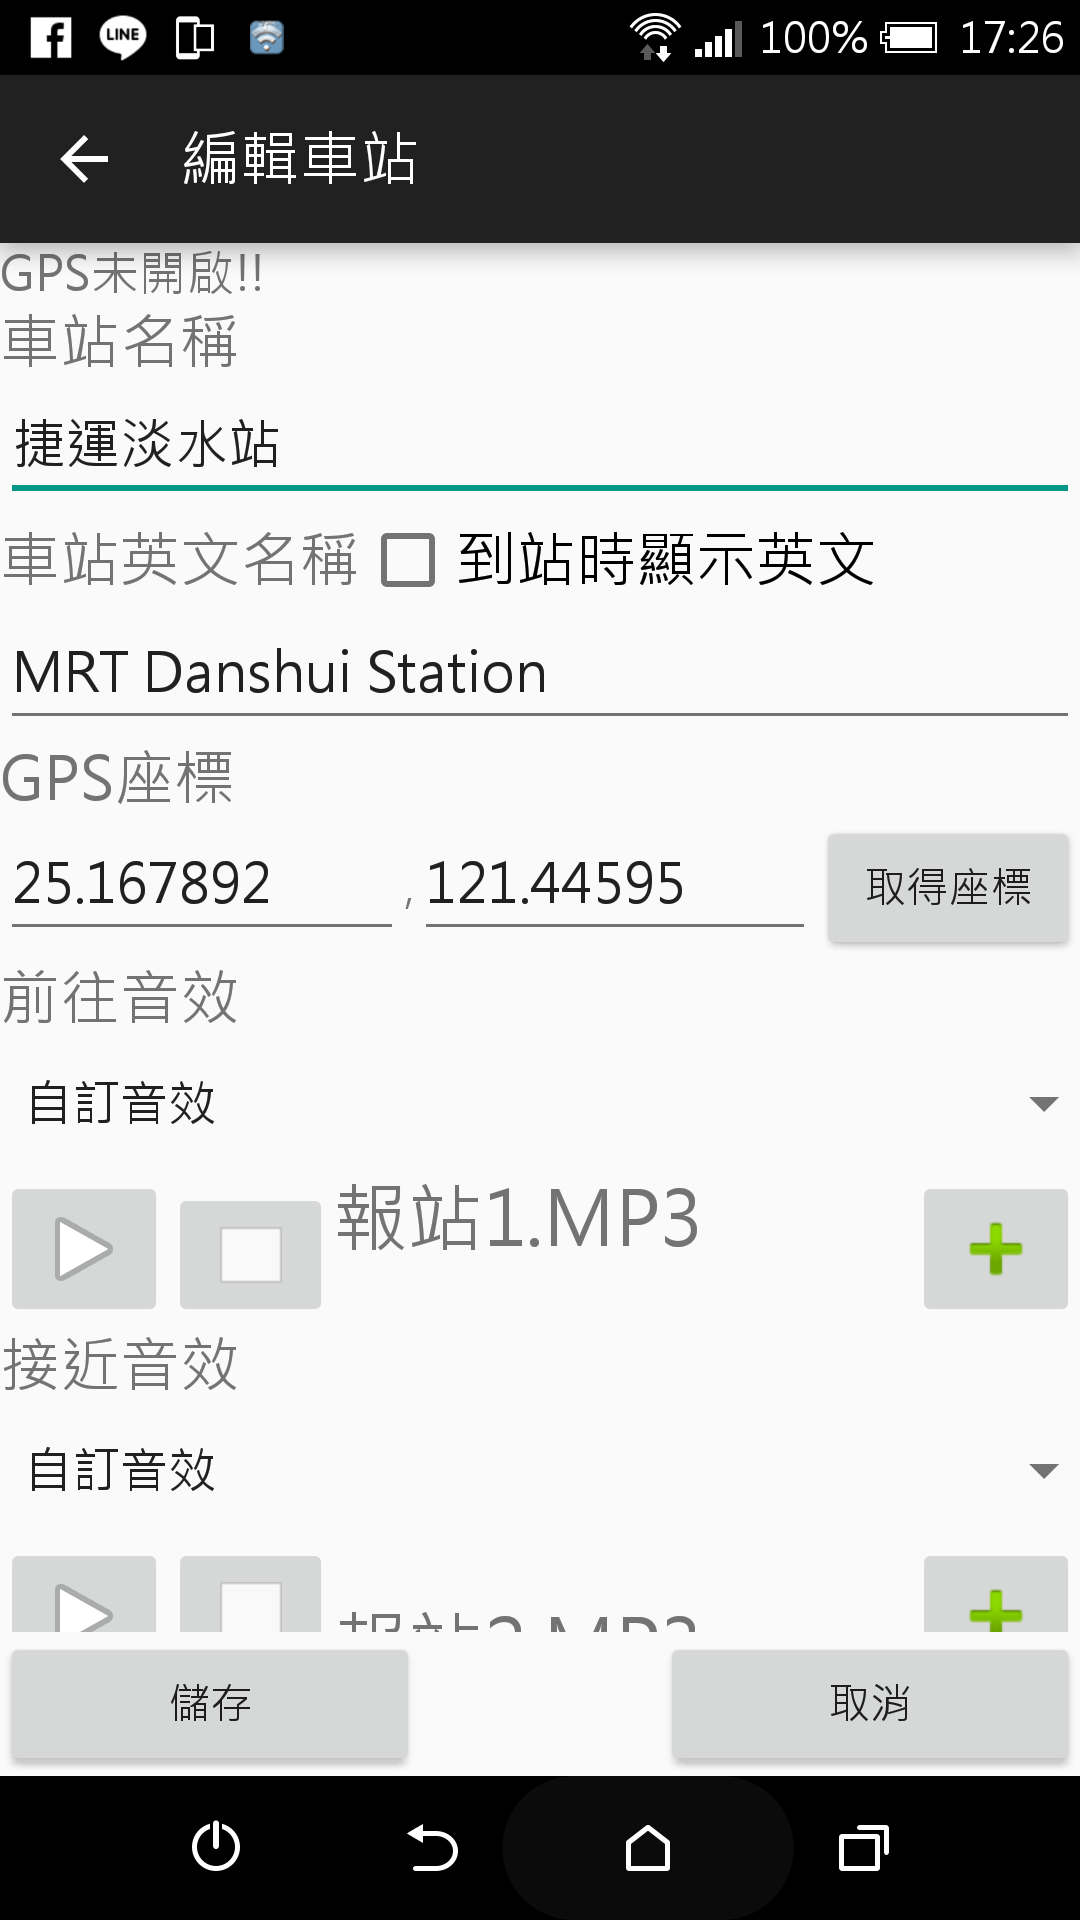 LINE
100% 17:26
編輯車站
GPS未開啟!!
車站名稱
捷運淡水站
車站英文名稱 到站時顯示英文
MRT Danshui Station
GPS座標
25.167892 , 121.44595 取得座標
前往音效
自訂音效
報站1.MP3
接近音效
自訂音效
報站2.MP3
儲存 取消